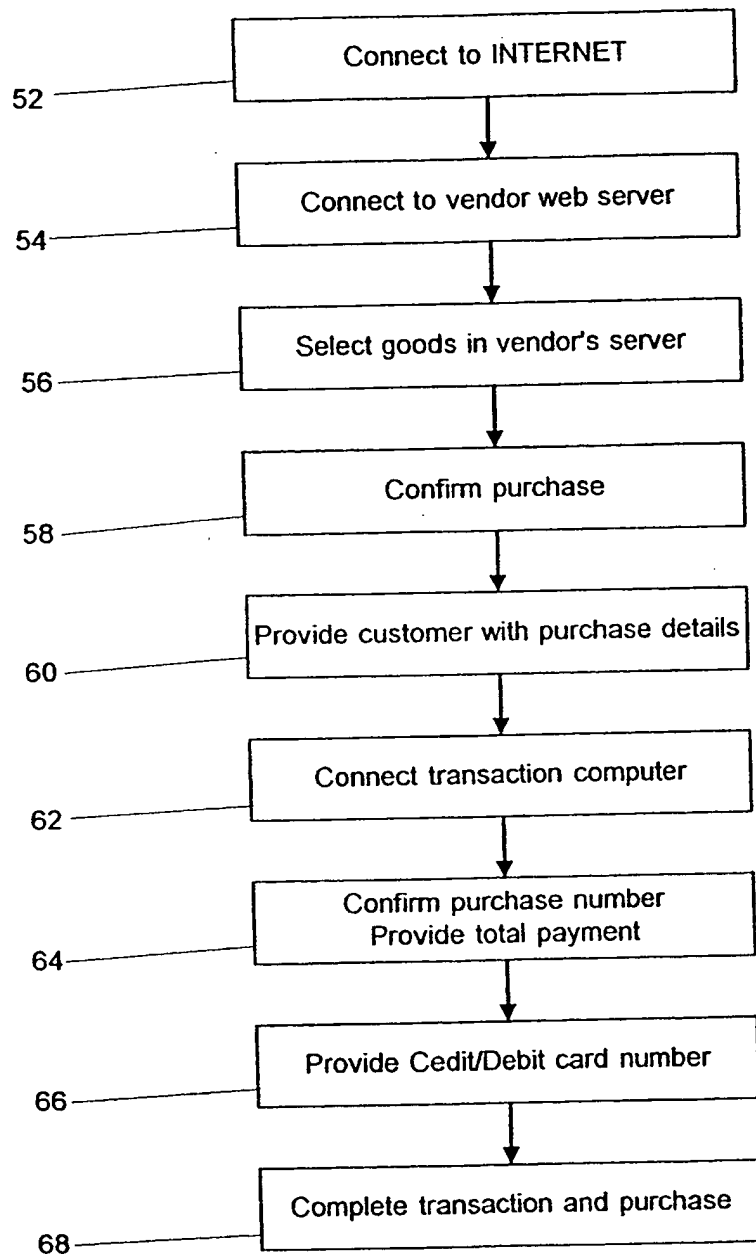 Connect to INTERNET
52
Connect to vendor web server
54
Select goods in vendor's server
56
Confirm purchase
58
Provide customer with purchase details
60
Connect transaction computer
62
Confirm purchase number
Provide total payment
64
Provide Cedit/Debit card number
66
Complete transaction and purchase
68